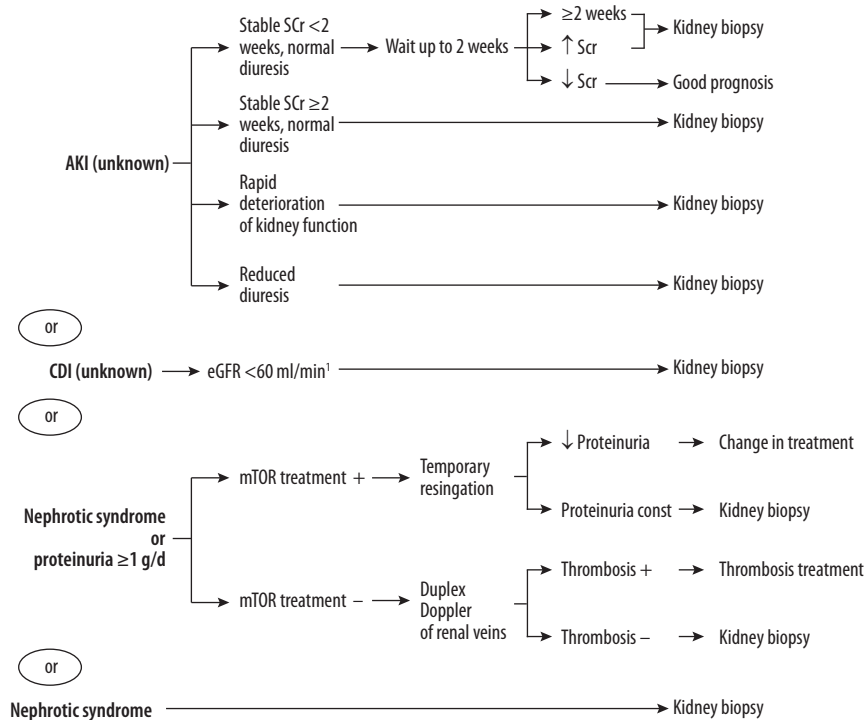 Stable SCr <2
weeks, normal
diuresis
Wait up to 2 weeks
≥2 weeks
↑ Scr
Kidney biopsy
↓ Scr
Good prognosis
Stable SCr ≥2
weeks, normal
diuresis
Kidney biopsy
AKI (unknown)
Rapid
deterioration
of kidney function
Kidney biopsy
Reduced
diuresis
Kidney biopsy
or
CDI (unknown)
eGFR <60 ml/min¹
Kidney biopsy
or
Nephrotic syndrome
or
proteinuria ≥1 g/d
mTOR treatment +
Temporary
resingation
↓ Proteinuria
Change in treatment
Proteinuria const
Kidney biopsy
mTOR treatment –
Duplex
Doppler
of renal veins
Thrombosis +
Thrombosis treatment
Thrombosis –
Kidney biopsy
or
Nephrotic syndrome
Kidney biopsy